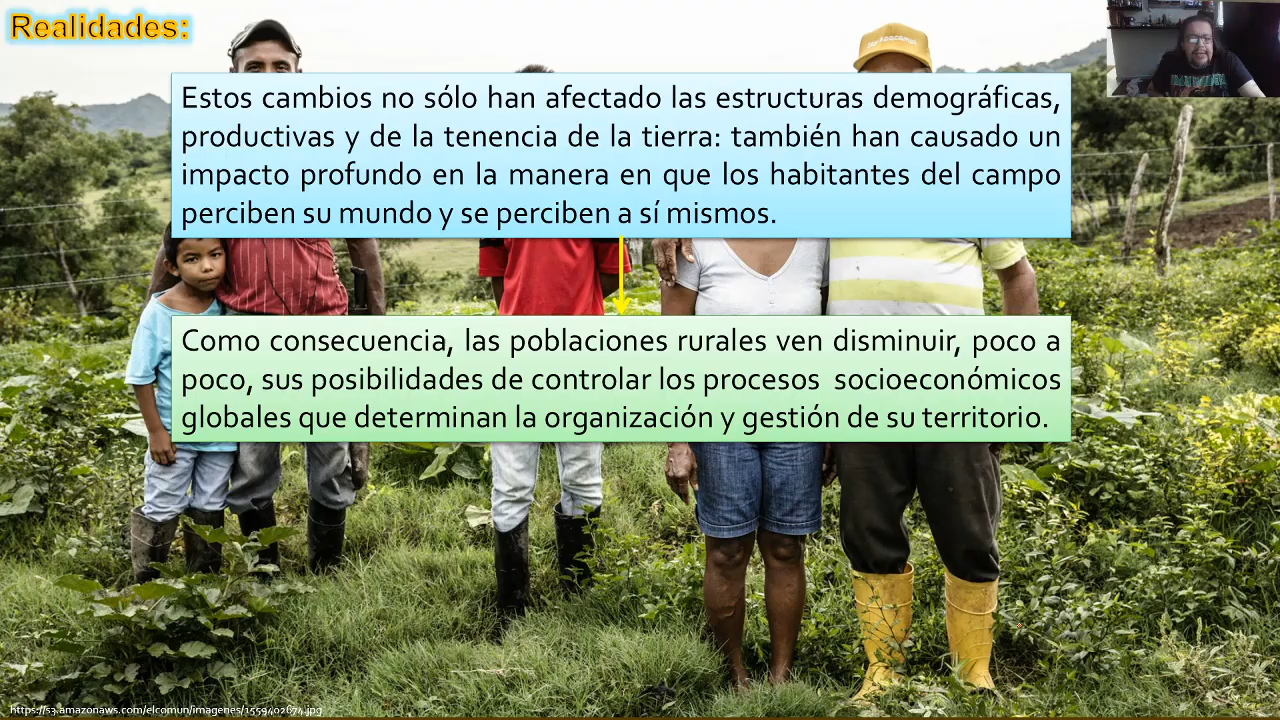 Realidades:
Estos cambios no sólo han afectado las estructuras demográficas,
productivas y de la tenencia de la tierra: también han causado un
impacto profundo en la manera en que los habitantes del campo
perciben su mundo y se perciben a sí mismos.
Como consecuencia, las poblaciones rurales ven disminuir, poco a
poco, sus posibilidades de controlar los procesos socioeconómicos
globales que determinan la organización y gestión de su territorio.
https://s3.amazonaws.com/elcomun/imagenes/1559402674.jpg